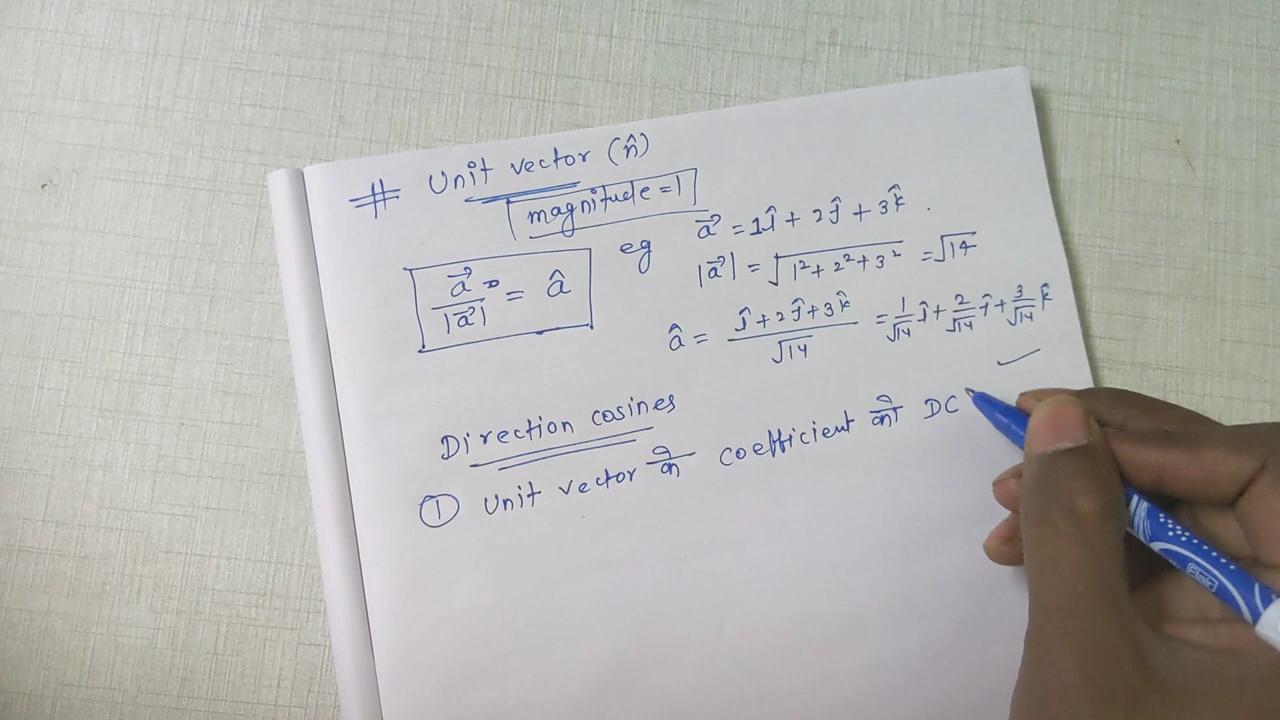 # Unit vector (n̂)
magnitude = 1
a⃗ / |a⃗| = â
eg a⃗ = 1î + 2ĵ + 3k̂ .
|a⃗| = √(1² + 2² + 3²) = √14
â = (î + 2ĵ + 3k̂) / √14 = 1/√14 î + 2/√14 ĵ + 3/√14 k̂
Direction cosines
① Unit vector के coefficient को DC
Flair